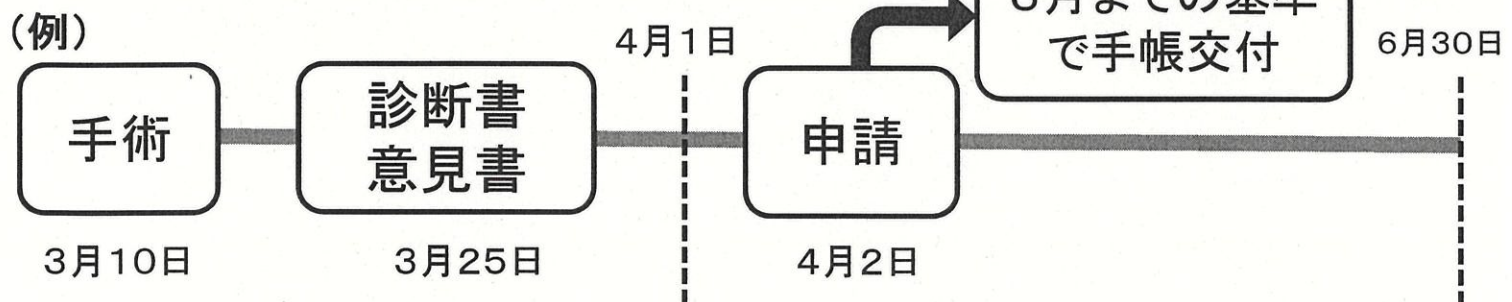 (例)
4月1日
月までの基準
で手帳交付
6月30日
手術
診断書
意見書
申請
3月10日
3月25日
4月2日